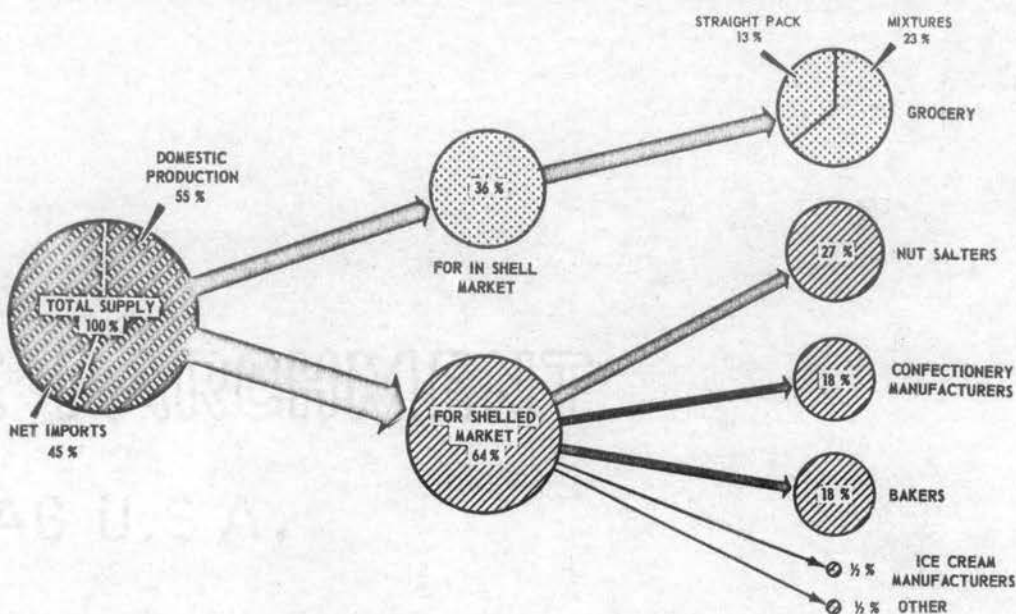 STRAIGHT PACK
13 %
MIXTURES
23 %
GROCERY
DOMESTIC
PRODUCTION
55 %
36 %
FOR IN SHELL
MARKET
27 %
NUT SALTERS
TOTAL SUPPLY
100 %
18 %
CONFECTIONERY
MANUFACTURERS
NET IMPORTS
45 %
FOR SHELLED
MARKET
64 %
18 %
BAKERS
½ %
ICE CREAM
MANUFACTURERS
½ %
OTHER